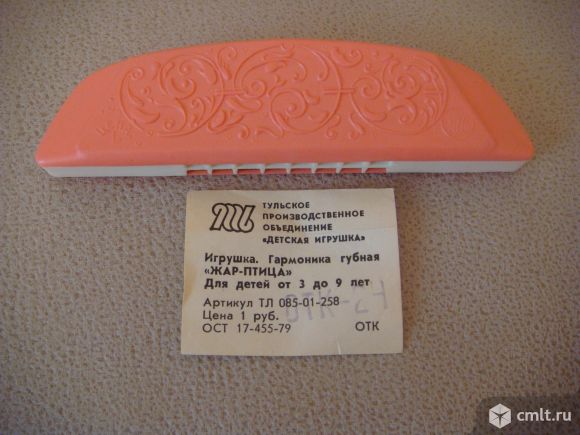 ТУЛЬСКОЕ
ПРОИЗВОДСТВЕННОЕ
ОБЪЕДИНЕНИЕ
«ДЕТСКАЯ ИГРУШКА»
Игрушка. Гармоника губная
«ЖАР-ПТИЦА»
Для детей от 3 до 9 лет
Артикул ТЛ 085-01-258
Цена 1 руб.
ОСТ 17-455-79 ОТК
cmlt.ru